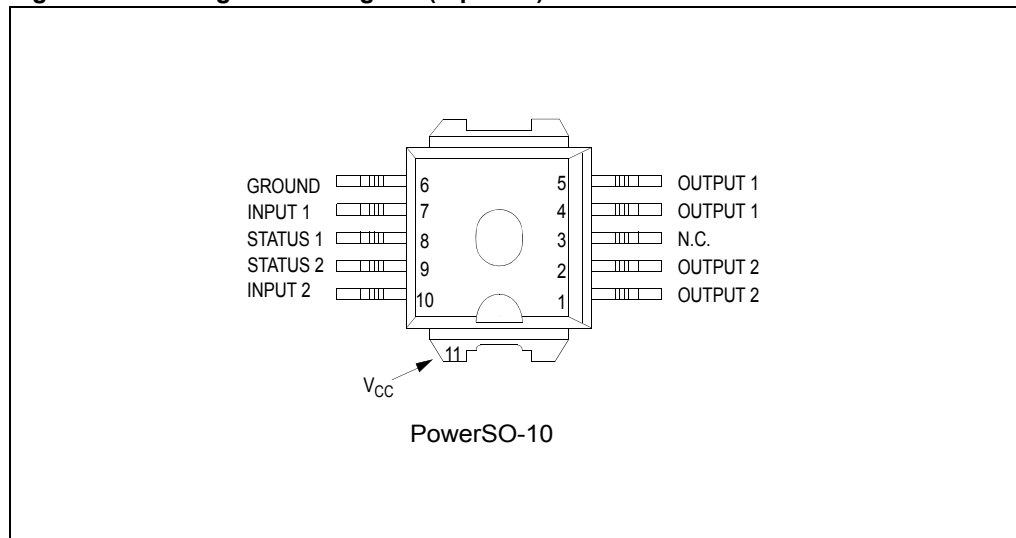 GROUND 6 5 OUTPUT 1
INPUT 1 7 4 OUTPUT 1
STATUS 1 8 3 N.C.
STATUS 2 9 2 OUTPUT 2
INPUT 2 10 1 OUTPUT 2
11
VCC
PowerSO-10